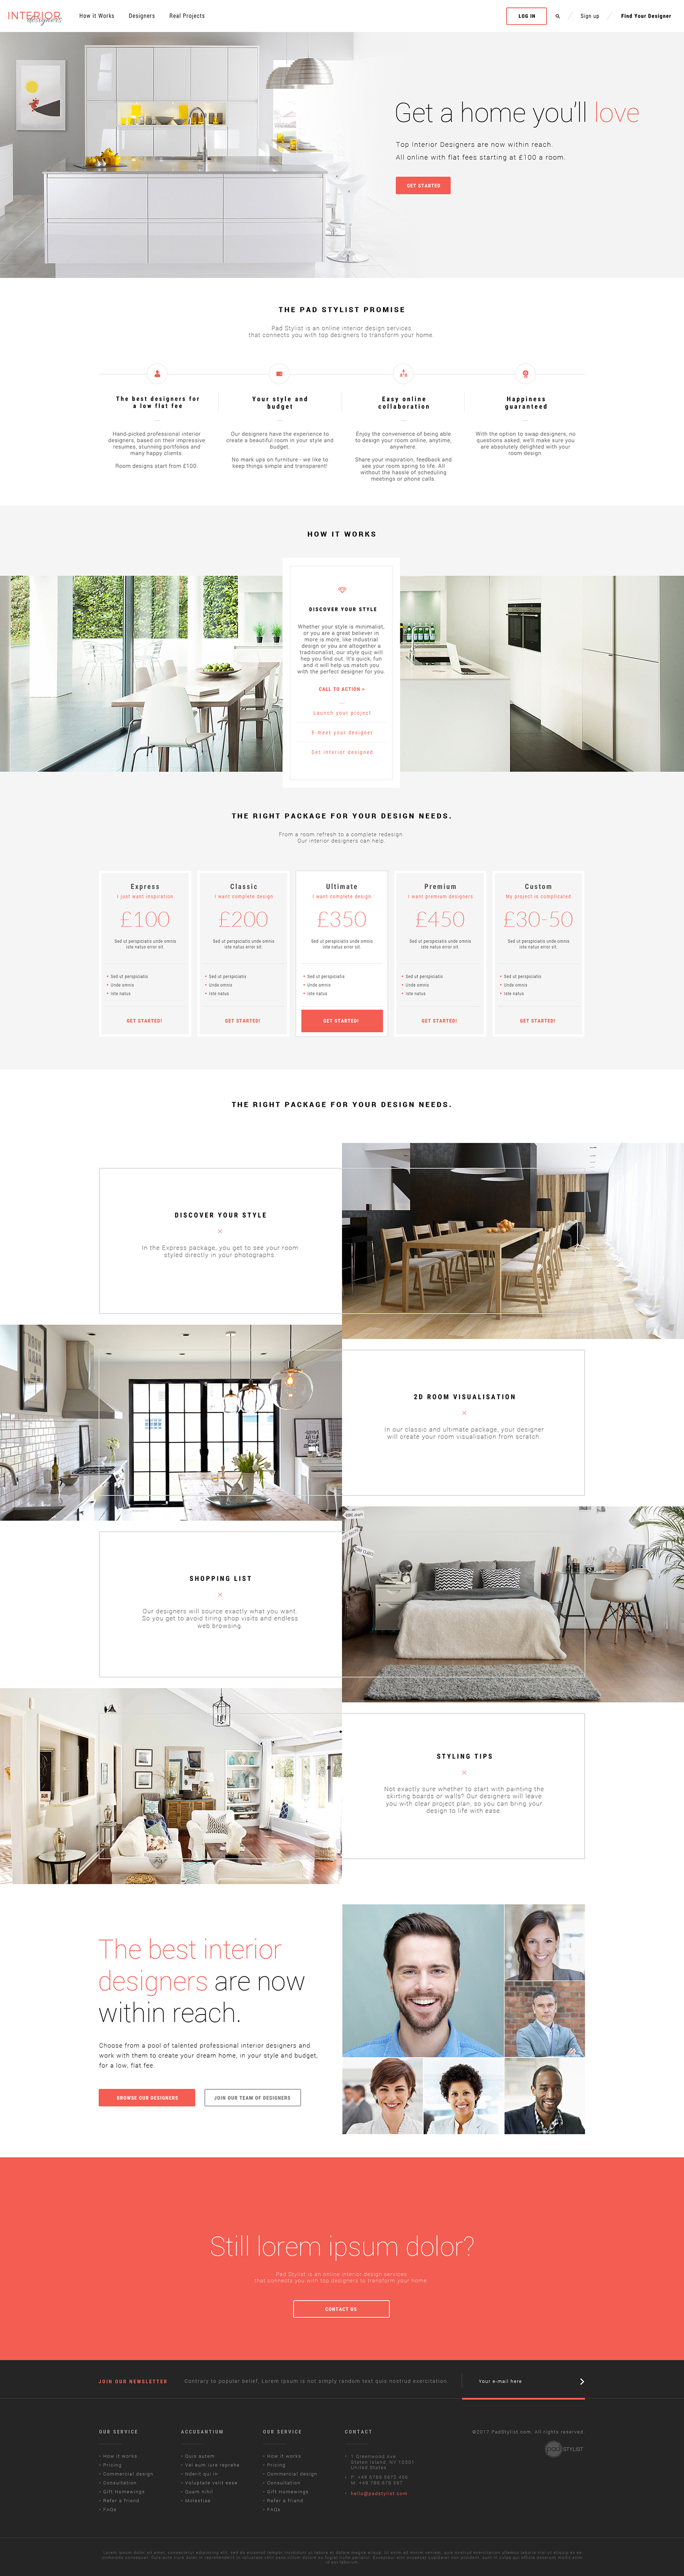 INTERIOR
designers
How it Works
Designers
Real Projects
LOG IN
Sign up
Find Your Designer
Get a home you'll love
Top Interior Designers are now within reach.
All online with flat fees starting at £100 a room.
GET STARTED
THE PAD STYLIST PROMISE
Pad Stylist is an online interior design services
that connects you with top designers to transform your home.
The best designers for
a low flat fee
Hand-picked professional interior
designers, based on their impressive
resumes, stunning portfolios and
many happy clients.
Room designs start from £100.
Your style and
budget
Our designers have the experience to
create a beautiful room in your style and
budget.
No mark ups on furniture - we like to
keep things simple and transparent!
Easy online
collaboration
Enjoy the convenience of being able
to design your room online, anytime,
anywhere.
Share your inspiration, feedback and
see your room spring to life. All
without the hassle of scheduling
meetings or phone calls.
Happiness
guaranteed
With the option to swap designers, no
questions asked, we'll make sure you
are absolutely delighted with your
room design.
HOW IT WORKS
DISCOVER YOUR STYLE
Whether your style is minimalist,
or you are a great believer in
more is more, like industrial
design or you are altogether a
traditionalist, our style quiz will
help you find out. It's quick, fun
and it will help us match you
with the perfect designer for you.
CALL TO ACTION »
Launch your project
E-meet your designer
Get interior designed
THE RIGHT PACKAGE FOR YOUR DESIGN NEEDS.
From a room refresh to a complete redesign.
Our interior designers can help.
Express
I just want inspiration
£100
Sed ut perspiciatis unde omnis
iste natus error sit.
Sed ut perspiciatis
Unde omnis
Iste natus
GET STARTED!
Classic
I want complete design
£200
Sed ut perspiciatis unde omnis
iste natus error sit.
Sed ut perspiciatis
Unde omnis
Iste natus
GET STARTED!
Ultimate
I want complete design
£350
Sed ut perspiciatis unde omnis
iste natus error sit.
Sed ut perspiciatis
Unde omnis
Iste natus
GET STARTED!
Premium
I want premium designers
£450
Sed ut perspiciatis unde omnis
iste natus error sit.
Sed ut perspiciatis
Unde omnis
Iste natus
GET STARTED!
Custom
My project is complicated
£30-50
Sed ut perspiciatis unde omnis
iste natus error sit.
Sed ut perspiciatis
Unde omnis
Iste natus
GET STARTED!
THE RIGHT PACKAGE FOR YOUR DESIGN NEEDS.
DISCOVER YOUR STYLE
In the Express package, you get to see your room
styled directly in your photographs.
2D ROOM VISUALISATION
In our classic and ultimate package, your designer
will create your room visualisation from scratch.
SHOPPING LIST
Our designers will source exactly what you want.
So you get to avoid tiring shop visits and endless
web browsing.
STYLING TIPS
Not exactly sure whether to start with painting the
skirting boards or walls? Our designers will leave
you with clear project plan, so you can bring your
design to life with ease.
The best interior
designers are now
within reach.
Choose from a pool of talented professional interior designers and
work with them to create your dream home, in your style and budget,
for a low, flat fee.
BROWSE OUR DESIGNERS
JOIN OUR TEAM OF DESIGNERS
Still lorem ipsum dolor?
Pad Stylist is an online interior design services
that connects you with top designers to transform your home.
CONTACT US
JOIN OUR NEWSLETTER
Contrary to popular belief, Lorem Ipsum is not simply random text quis nostrud exercitation.
Your e-mail here
OUR SERVICE
How it works
Pricing
Commercial design
Consultation
Gift Homewings
Refer a friend
FAQs
ACCUSANTIUM
Quis autem
Vel eum iure reprehe
Nderit qui in
Voluptate velit esse
Quam nihil
Molestiae
OUR SERVICE
How it works
Pricing
Commercial design
Consultation
Gift Homewings
Refer a friend
FAQs
CONTACT
1 Greenwood Ave
Staten Island, NY 10301
United States
hello@padstylist.com
©2017 PadStylist.com. All rights reserved.
pad STYLIST